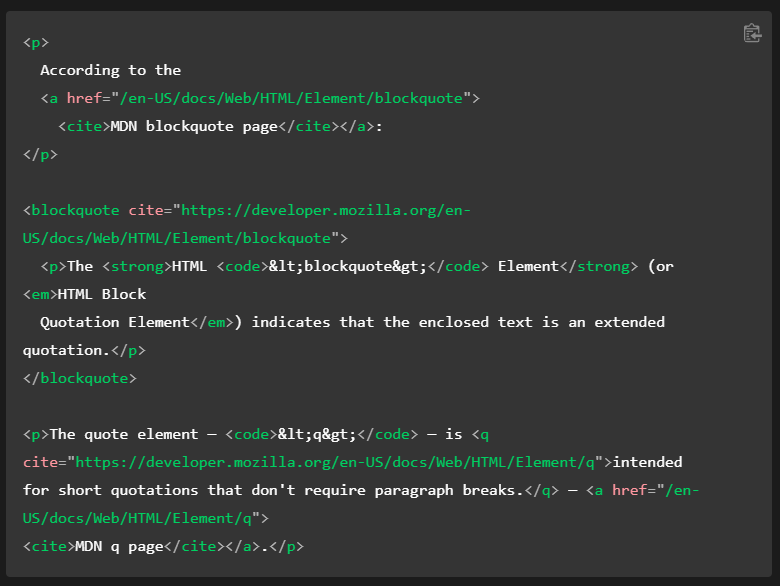 <p>
According to the
<a href="/en-US/docs/Web/HTML/Element/blockquote">
<cite>MDN blockquote page</cite></a>:
</p>
<blockquote cite="https://developer.mozilla.org/en-
US/docs/Web/HTML/Element/blockquote">
<p>The <strong>HTML <code>&lt;blockquote&gt;</code> Element</strong> (or
<em>HTML Block
Quotation Element</em>) indicates that the enclosed text is an extended
quotation.</p>
</blockquote>
<p>The quote element — <code>&lt;q&gt;</code> — is <q
cite="https://developer.mozilla.org/en-US/docs/Web/HTML/Element/q">intended
for short quotations that don't require paragraph breaks.</q> — <a href="/en-
US/docs/Web/HTML/Element/q">
<cite>MDN q page</cite></a>.</p>